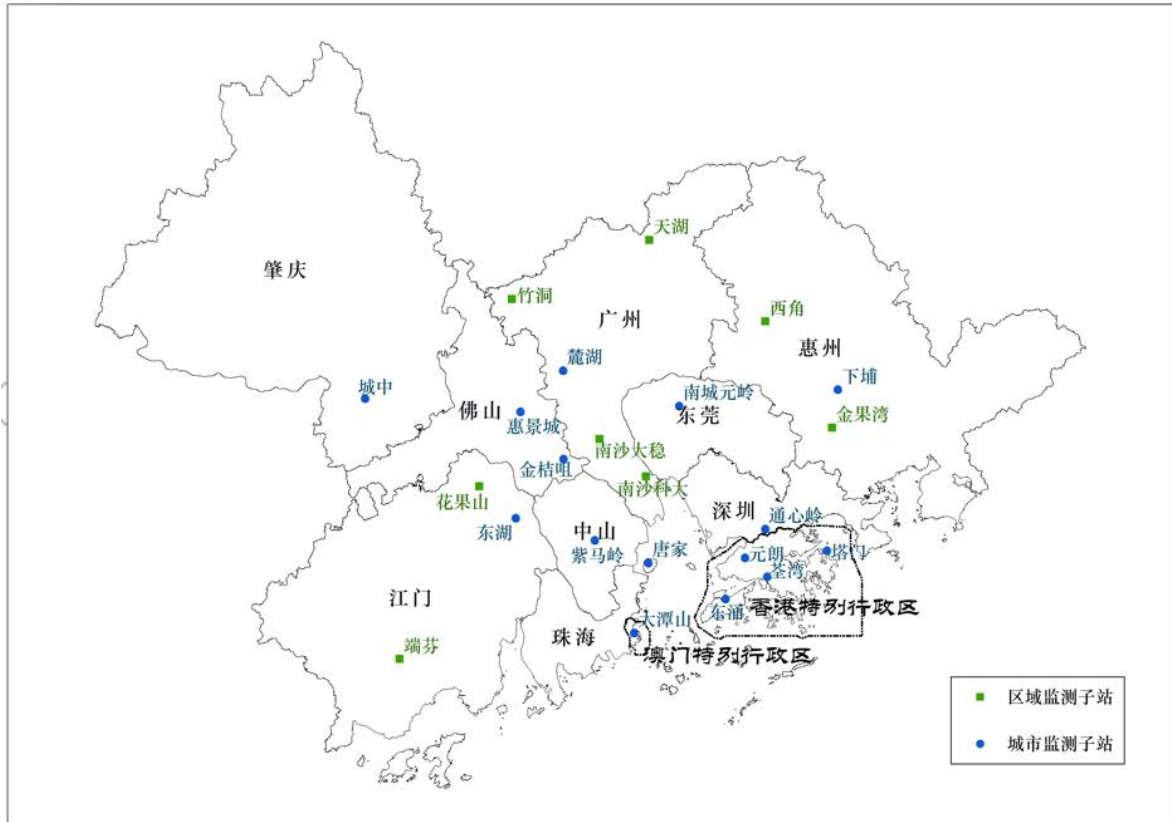 天湖
肇庆
竹洞
广州
西角
惠州
麓湖
城中
下埔
南城元岭
佛山
东莞
惠景城
金果湾
南沙大稳
金桔咀
南沙科大
花果山
深圳
通心岭
东湖
中山
紫马岭
唐家
元朗
塔门
荃湾
江门
东涌
香港特别行政区
大潭山
珠海
端芬
澳门特别行政区
区域监测子站
城市监测子站